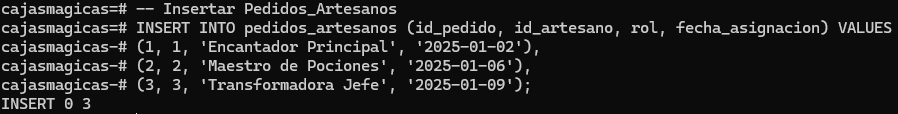 cajasmagicas=# -- Insertar Pedidos_Artesanos
cajasmagicas=# INSERT INTO pedidos_artesanos (id_pedido, id_artesano, rol, fecha_asignacion) VALUES
cajasmagicas-# (1, 1, 'Encantador Principal', '2025-01-02'),
cajasmagicas-# (2, 2, 'Maestro de Pociones', '2025-01-06'),
cajasmagicas-# (3, 3, 'Transformadora Jefe', '2025-01-09');
INSERT 0 3